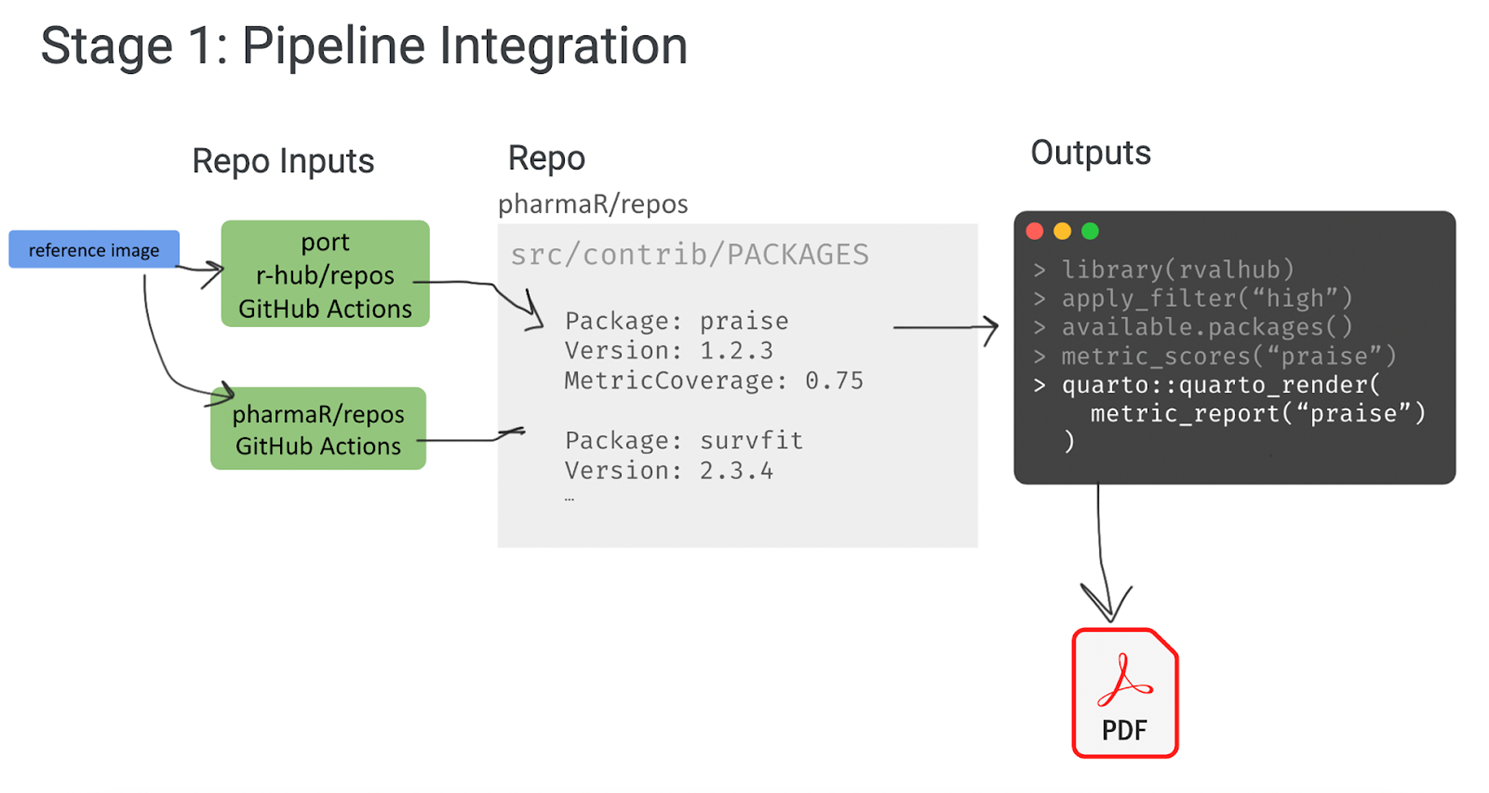 Stage 1: Pipeline Integration
Repo Inputs
Repo
Outputs
pharmaR/repos
reference image
port
r-hub/repos
GitHub Actions
pharmaR/repos
GitHub Actions
src/contrib/PACKAGES
Package: praise
Version: 1.2.3
MetricCoverage: 0.75
Package: survfit
Version: 2.3.4
…
> library(rvalhub)
> apply_filter(“high”)
> available.packages()
> metric_scores(“praise”)
> quarto::quarto_render(
metric_report(“praise”)
)
PDF